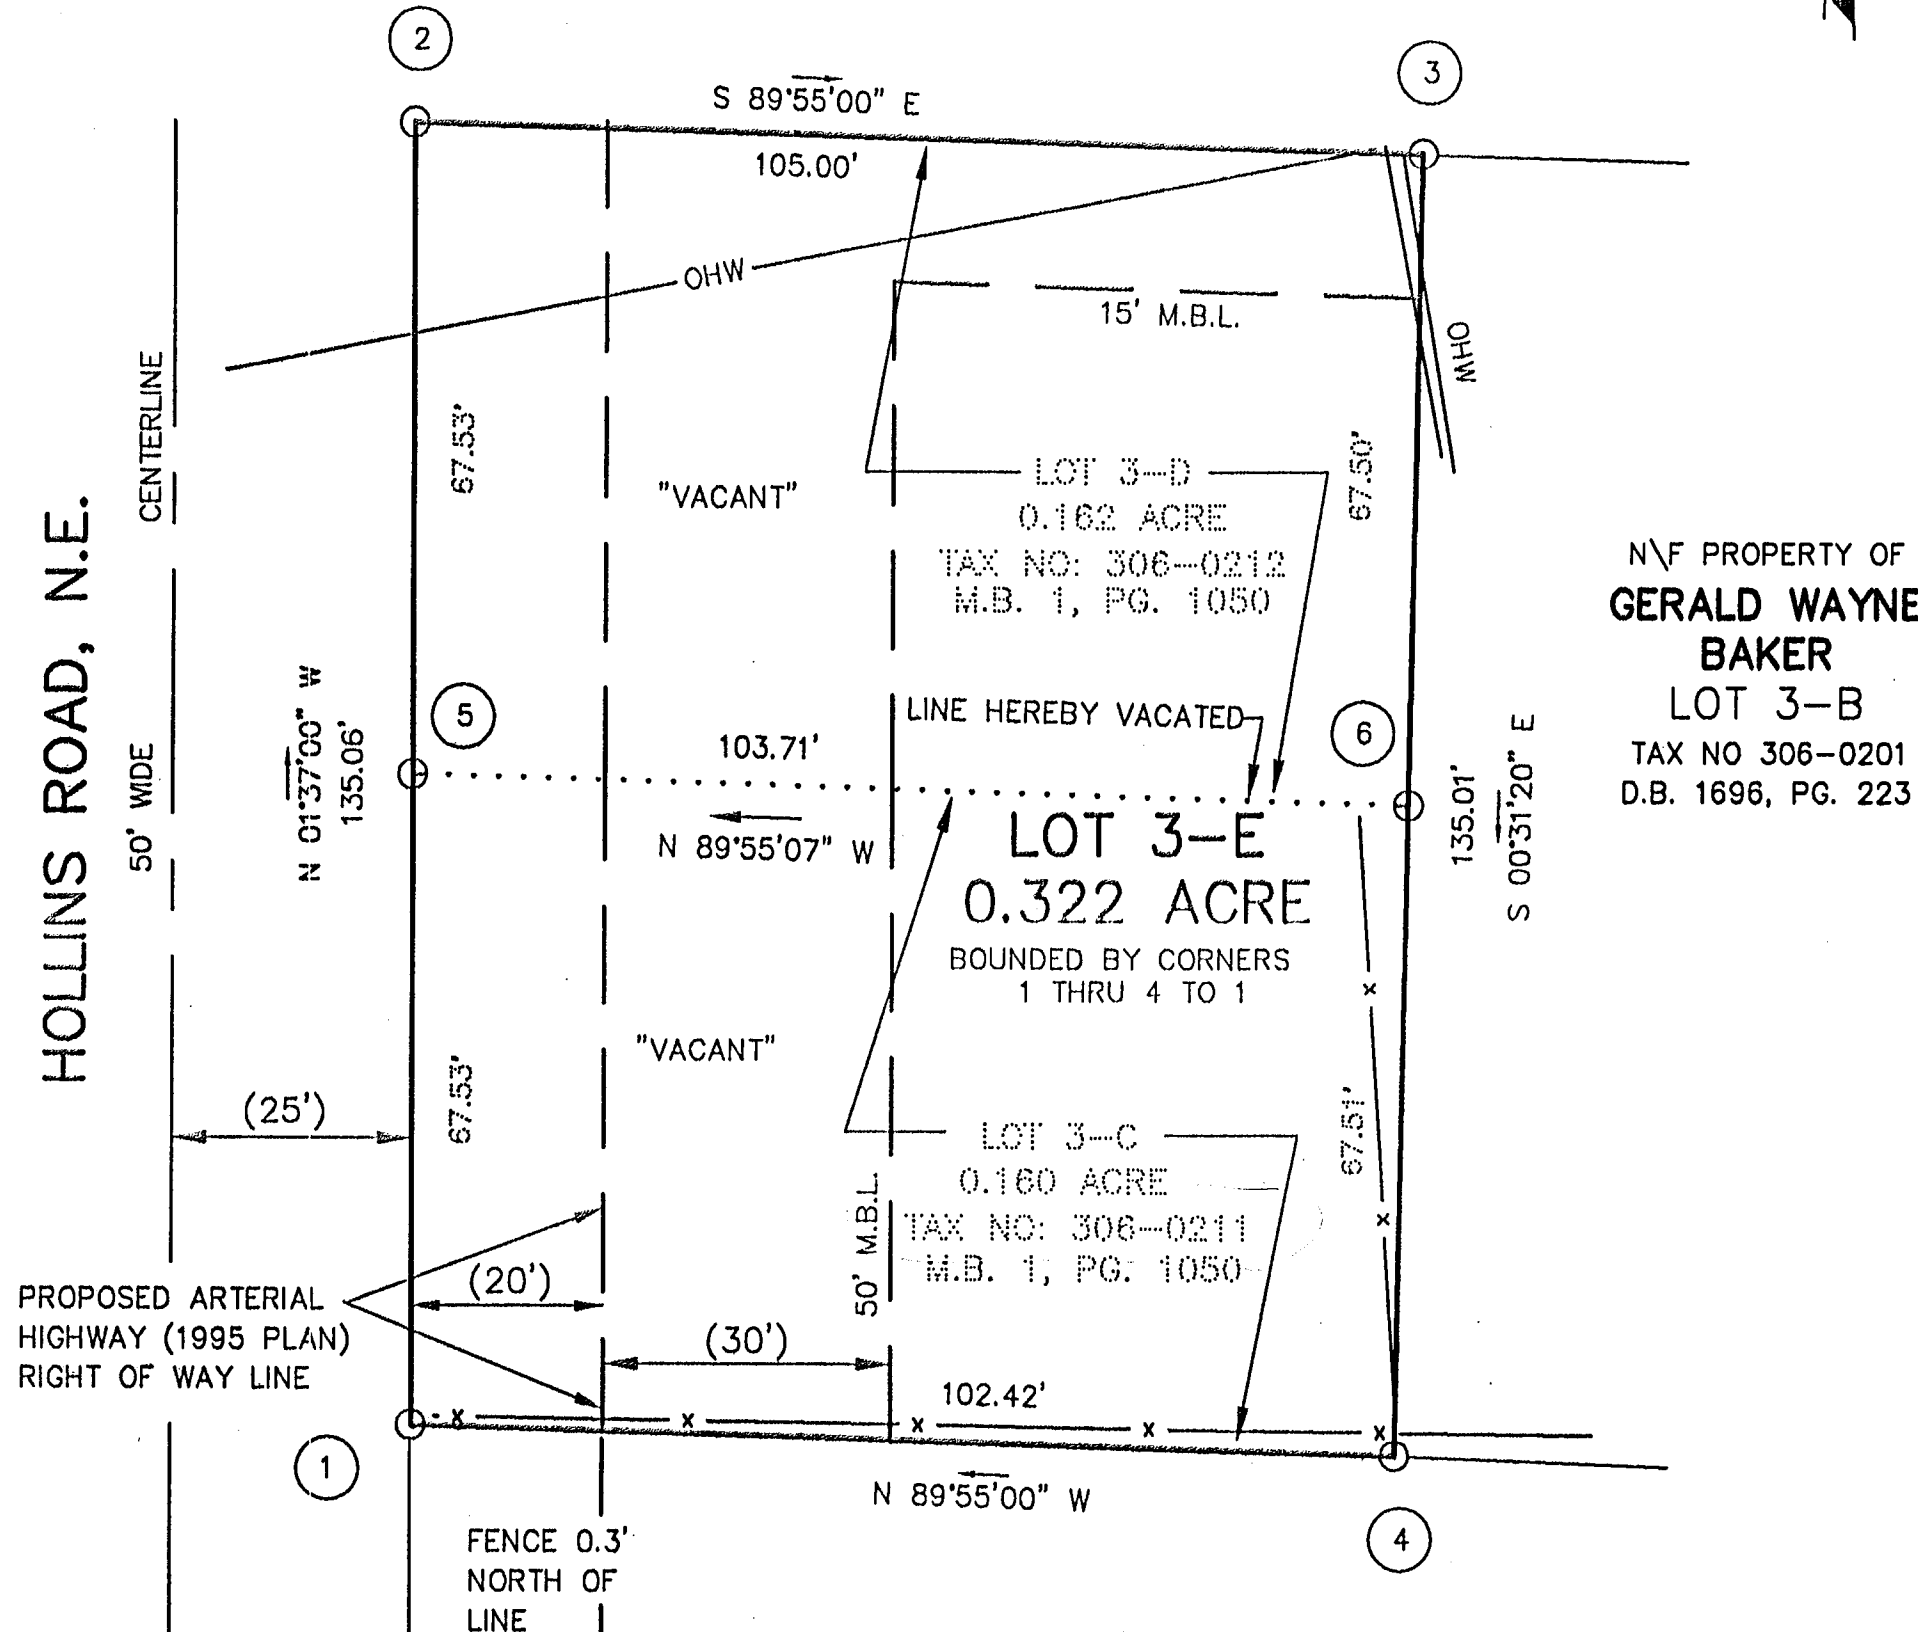 2
3
S 89°55'00" E
105.00'
OHW
15' M.B.L.
OHW
CENTERLINE
67.53'
"VACANT"
LOT 3-D
0.162 ACRE
TAX NO: 306-0212
M.B. 1, PG. 1050
67.50'
N\F PROPERTY OF
GERALD WAYNE
BAKER
LOT 3-B
TAX NO 306-0201
D.B. 1696, PG. 223
HOLLINS ROAD, N.E.
50' WIDE
N 01°37'00" W
135.06'
5
103.71'
LINE HEREBY VACATED
6
N 89°55'07" W
LOT 3-E
0.322 ACRE
BOUNDED BY CORNERS
1 THRU 4 TO 1
135.01'
S 00°31'20" E
"VACANT"
(25')
67.53'
LOT 3-C
0.160 ACRE
TAX NO: 306-0211
M.B. 1, PG. 1050
67.51'
50' M.B.L.
PROPOSED ARTERIAL
HIGHWAY (1995 PLAN)
RIGHT OF WAY LINE
(20')
(30')
102.42'
1
N 89°55'00" W
4
FENCE 0.3'
NORTH OF
LINE